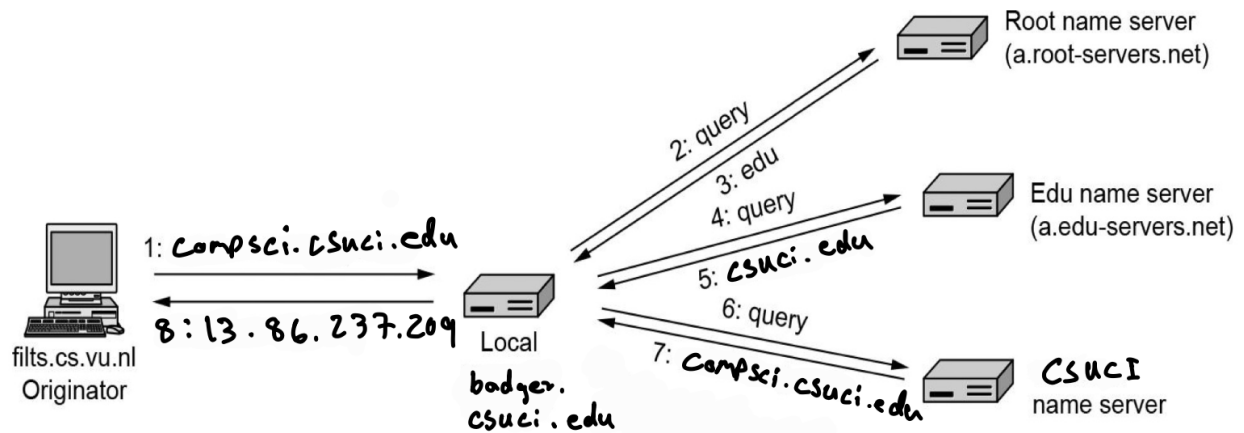 Root name server
(a.root-servers.net)
2: query
3: edu
4: query
Edu name server
(a.edu-servers.net)
1: compsci.csuci.edu
5: csuci.edu
8: 13.86.237.209
6: query
filts.cs.vu.nl
Originator
Local
badger.
csuci.edu
7: compsci.csuci.edu
CSUCI
name server